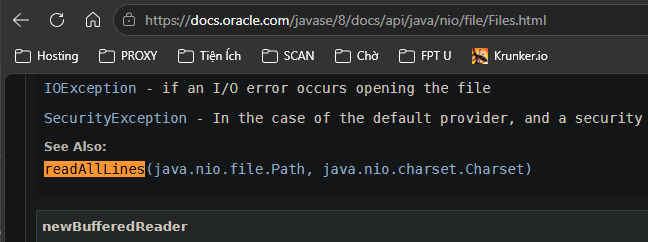 https://docs.oracle.com/javase/8/docs/api/java/nio/file/Files.html
Hosting PROXY Tiện Ích SCAN Chờ FPT U Krunker.io
IOException - if an I/O error occurs opening the file
SecurityException - In the case of the default provider, and a security
See Also:
readAllLines(java.nio.file.Path, java.nio.charset.Charset)
newBufferedReader